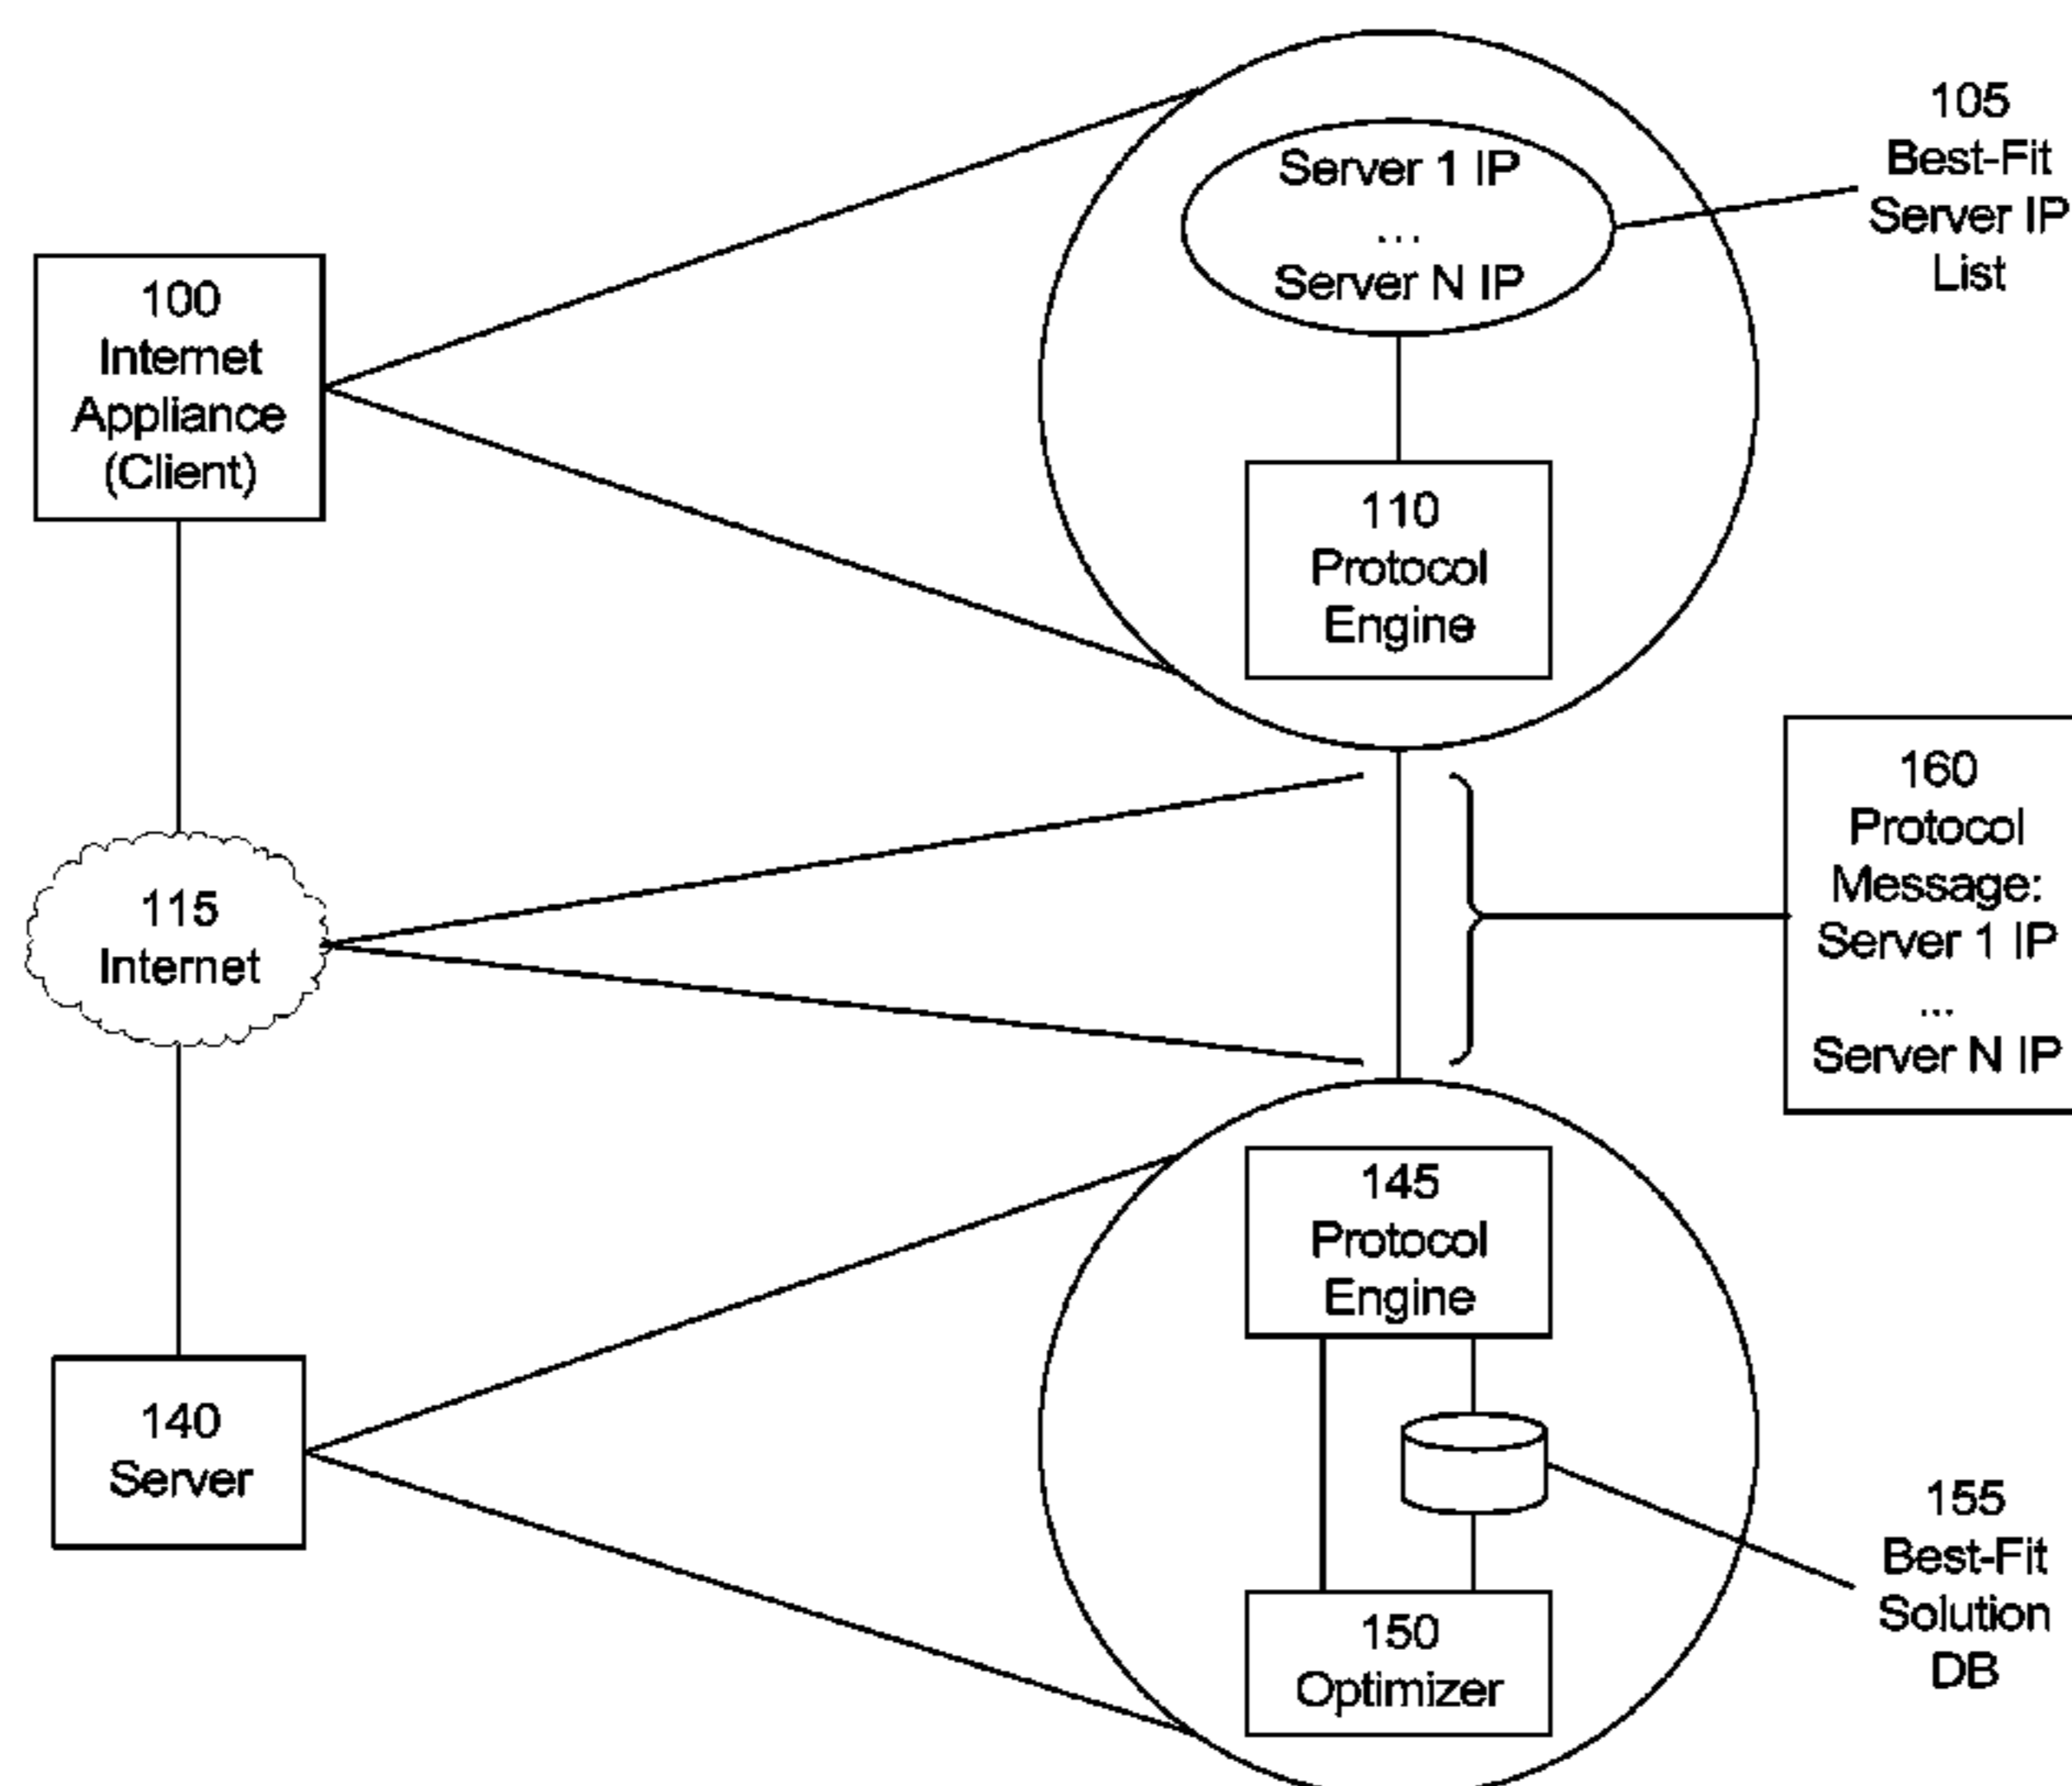 105
Best-Fit
Server IP
List
Server 1 IP
...
Server N IP
100
Internet
Appliance
(Client)
110
Protocol
Engine
160
Protocol
Message:
Server 1 IP
...
Server N IP
115
Internet
145
Protocol
Engine
140
Server
155
Best-Fit
Solution
DB
150
Optimizer